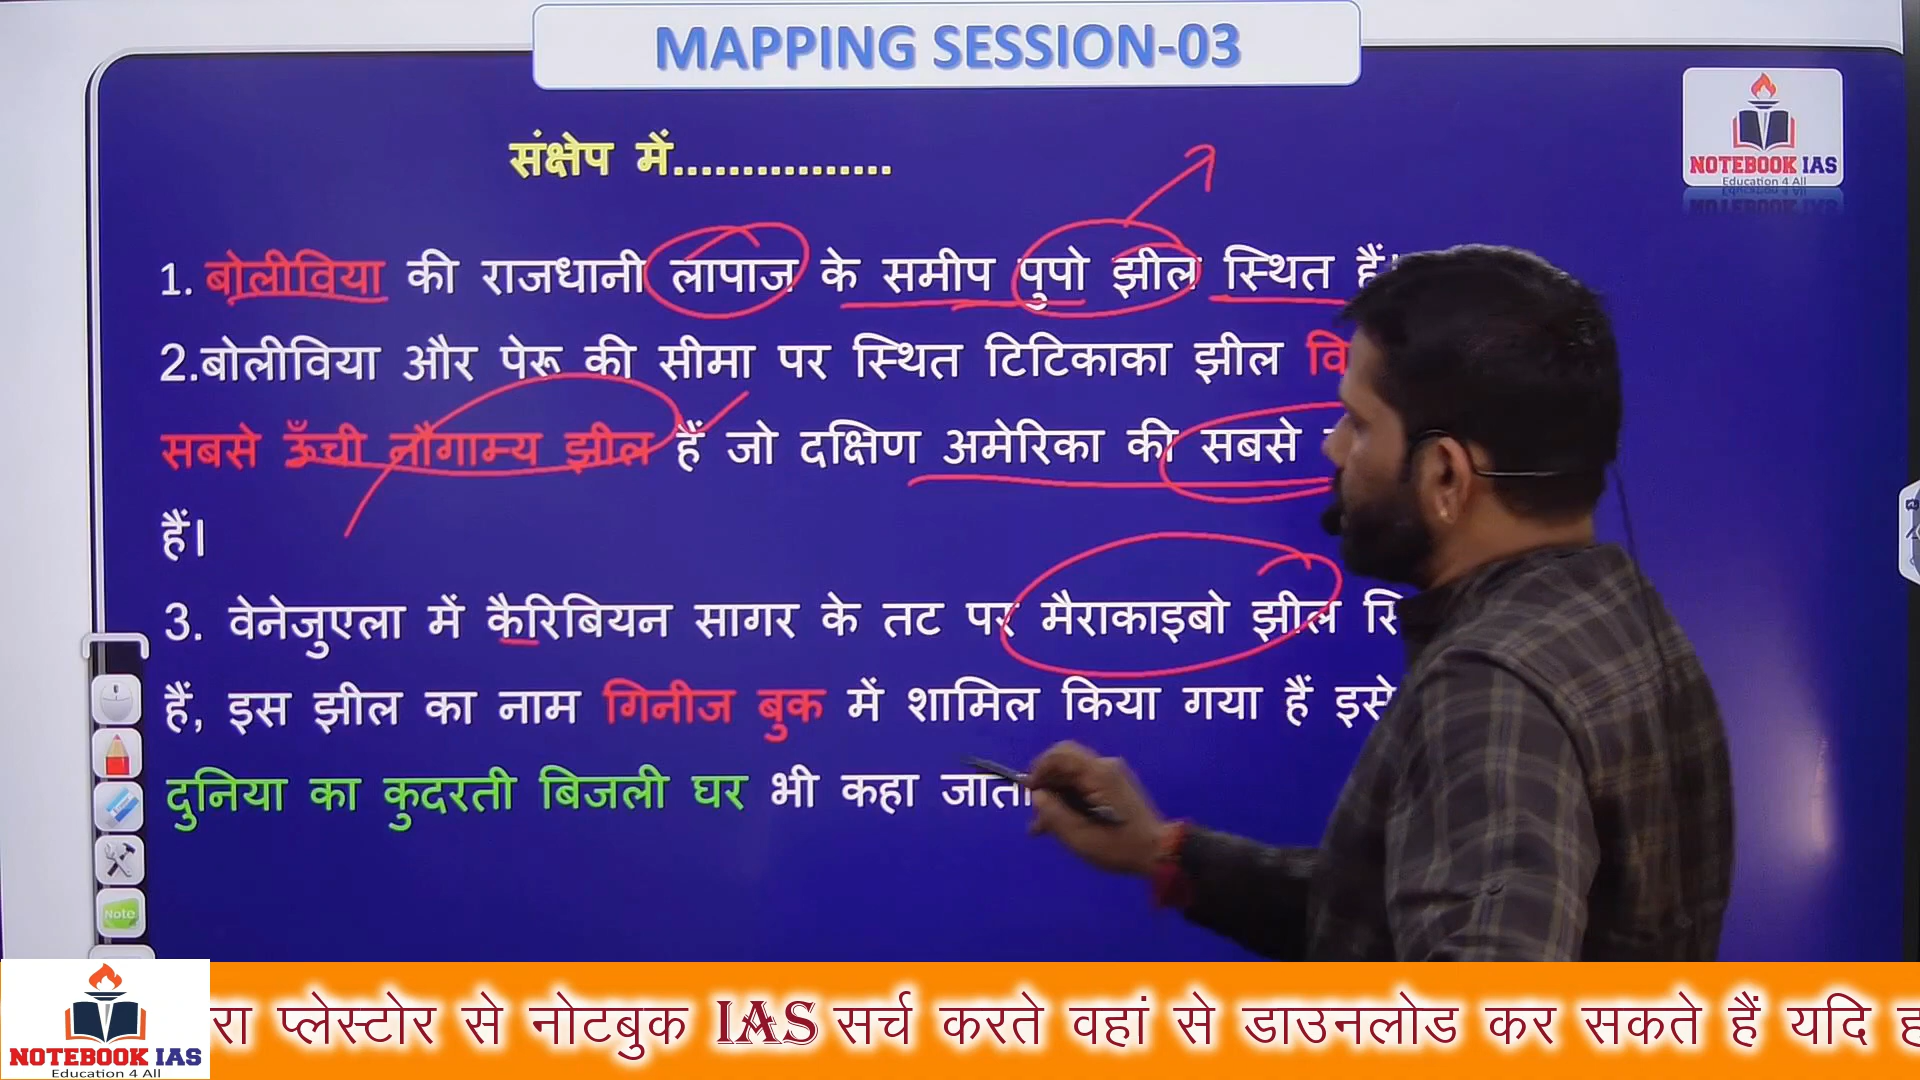 MAPPING SESSION-03
NOTEBOOK IAS
Education 4 All
संक्षेप में................
1. बोलीविया की राजधानी लापाज के समीप पुपो झील स्थित हैं।
2.बोलीविया और पेरू की सीमा पर स्थित टिटिकाका झील
सबसे ऊँची नौगाम्य झील हैं जो दक्षिण अमेरिका की सबसे
हैं।
3. वेनेजुएला में कैरिबियन सागर के तट पर मैराकाइबो झील
हैं, इस झील का नाम गिनीज बुक में शामिल किया गया हैं इसे
दुनिया का कुदरती बिजली घर भी कहा जाता
Note
NOTEBOOK IAS
Education 4 All
रा प्लेस्टोर से नोटबुक IAS सर्च करते वहां से डाउनलोड कर सकते हैं यदि